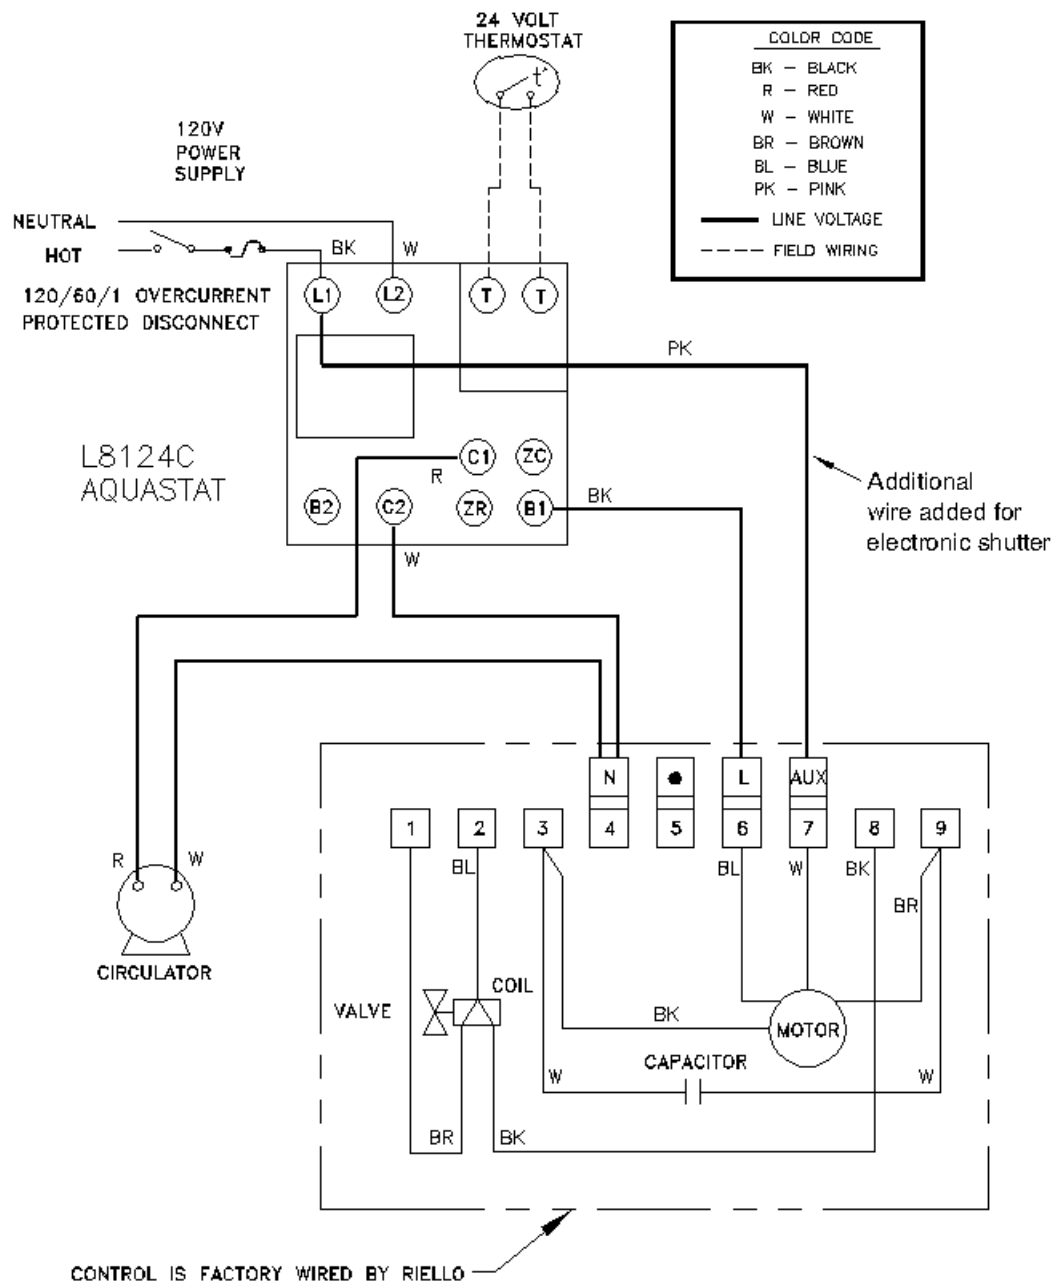 24 VOLT
THERMOSTAT
t°
COLOR CODE
BK – BLACK
R – RED
W – WHITE
BR – BROWN
BL – BLUE
PK – PINK
LINE VOLTAGE
FIELD WIRING
120V
POWER
SUPPLY
NEUTRAL
HOT
BK
W
120/60/1 OVERCURRENT
PROTECTED DISCONNECT
L1
L2
T
T
PK
L8124C
AQUASTAT
C1
ZC
R
B2
C2
ZR
B1
BK
W
Additional
wire added for
electronic shutter
N
●
L
AUX
1
2
3
4
5
6
7
8
9
R
W
BL
BL
W
BK
BR
CIRCULATOR
VALVE
COIL
BK
MOTOR
CAPACITOR
W
W
BR
BK
CONTROL IS FACTORY WIRED BY RIELLO